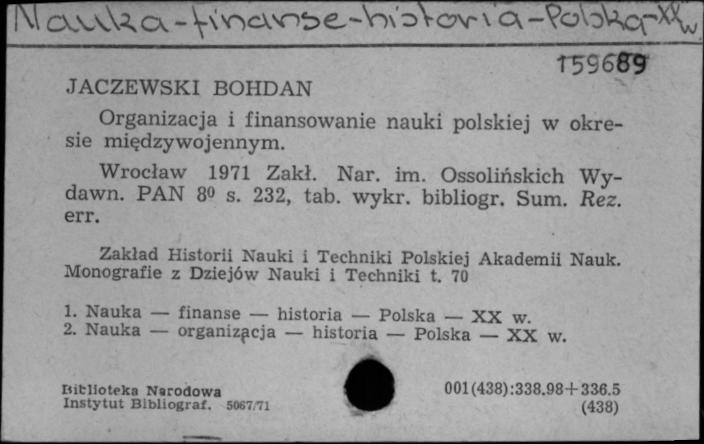 Nauka-finanse-historia-Polska-XX w
159689
JACZEWSKI BOHDAN
Organizacja i finansowanie nauki polskiej w okre-
sie międzywojennym.
Wrocław 1971 Zakł. Nar. im. Ossolińskich Wy-
dawn. PAN 8⁰ s. 232, tab. wykr. bibliogr. Sum. Rez.
err.
Zakład Historii Nauki i Techniki Polskiej Akademii Nauk.
Monografie z Dziejów Nauki i Techniki t. 70
1. Nauka — finanse — historia — Polska — XX w.
2. Nauka — organizacja — historia — Polska — XX w.
Biblioteka Narodowa
Instytut Bibliograf. 5067/71
001(438):338.98+336.5
(438)